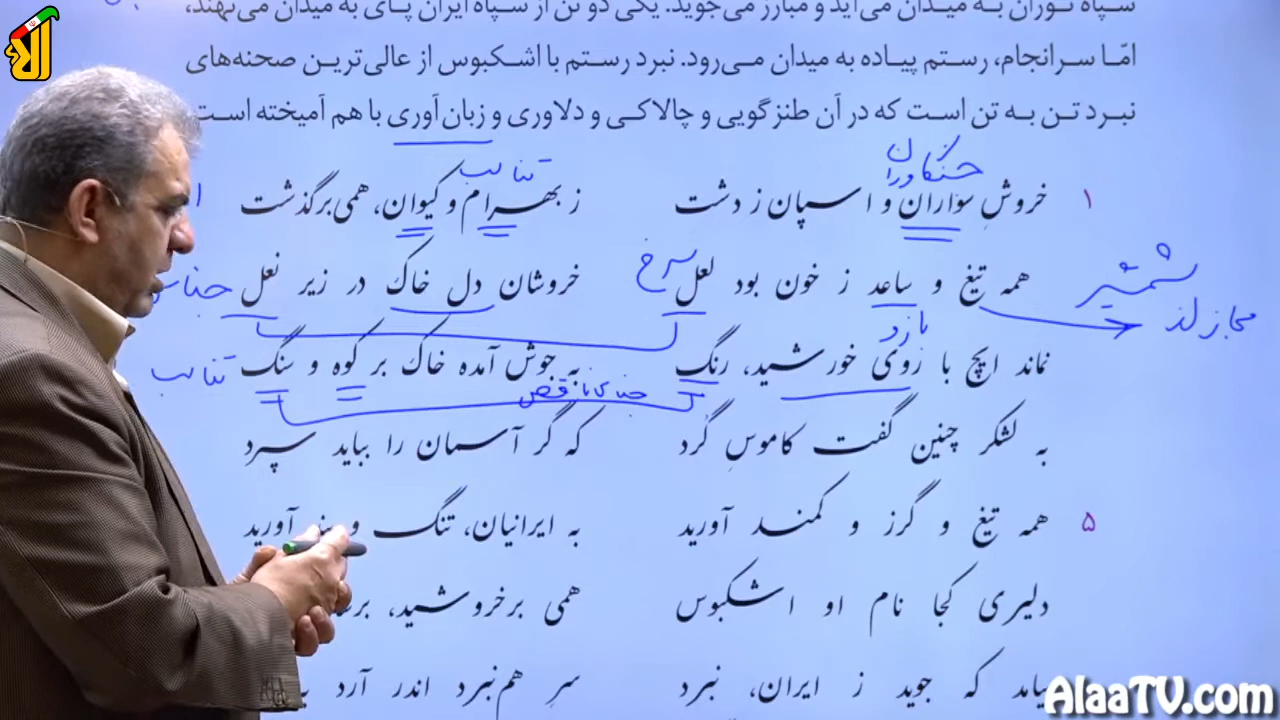 سپاه توران به میدان می‌آید و مبارز می‌جوید. یکی دو تن از سپاه ایران پای به میدان می‌نهند،
امّا سرانجام، رستم پیاده به میدان می‌رود. نبرد رستم با اشکبوس از عالی‌ترین صحنه‌های
نبرد تن به تن است که در آن طنزگویی و چالاکی و دلاوری و زبان‌آوری با هم آمیخته است.
جنگاوران تناسب
۱ خروشِ سواران و اسپان ز دشت ز بهرام و کیوان، همی برگذشت
همه تیغ و ساعد ز خون بود لعل سرخ خروشان دل خاک در زیر نعل جناس
شمشیر
مجاز از
نماند ایچ با روی خورشید، رنگ به جوش آمده خاک بر کوه و سنگ تناسب
جناس ناقص
به لشکر چنین گفت کاموسِ گُرد که گر آسمان را بباید سپرد
۵ همه تیغ و گرز و کمند آورید به ایرانیان، تنگ و بند آورید
دلیری کجا نام او اشکبوس همی برخروشید،
بیامد که جوید ز ایران، نبرد سرِ هم‌نبرد اندر آرد
الا
AlaaTV.com